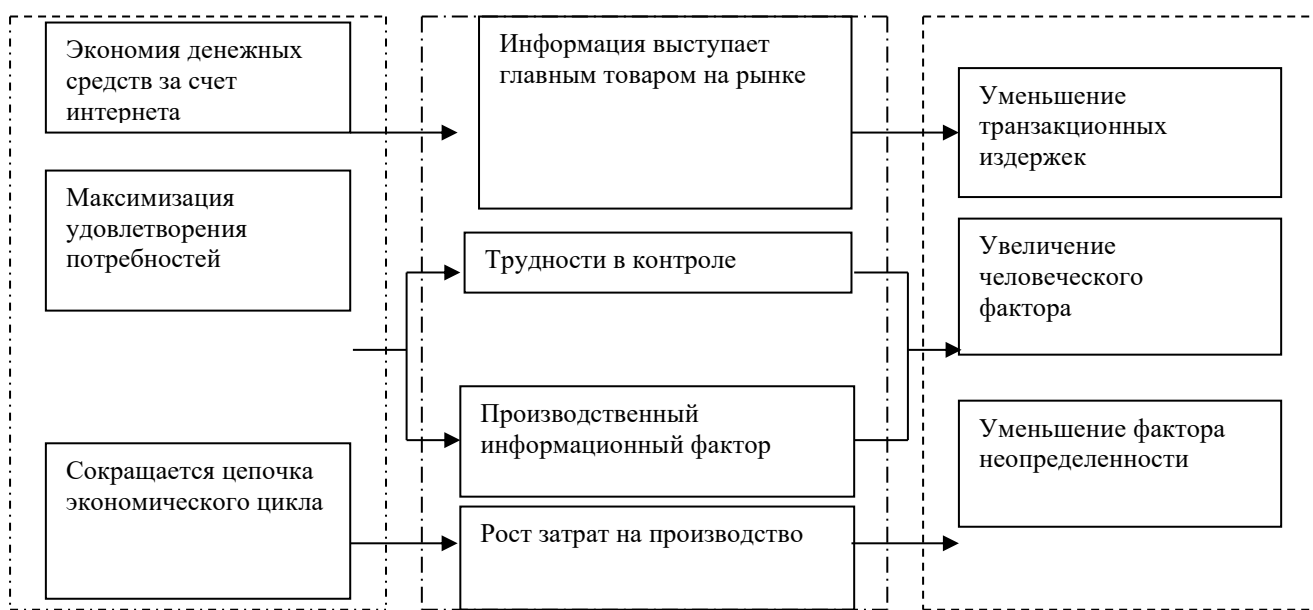 Экономия денежных
средств за счет
интернета
Максимизация
удовлетворения
потребностей
Сокращается цепочка
экономического цикла
Информация выступает
главным товаром на рынке
Трудности в контроле
Производственный
информационный фактор
Рост затрат на производство
Уменьшение
транзакционных
издержек
Увеличение
человеческого
фактора
Уменьшение фактора
неопределенности